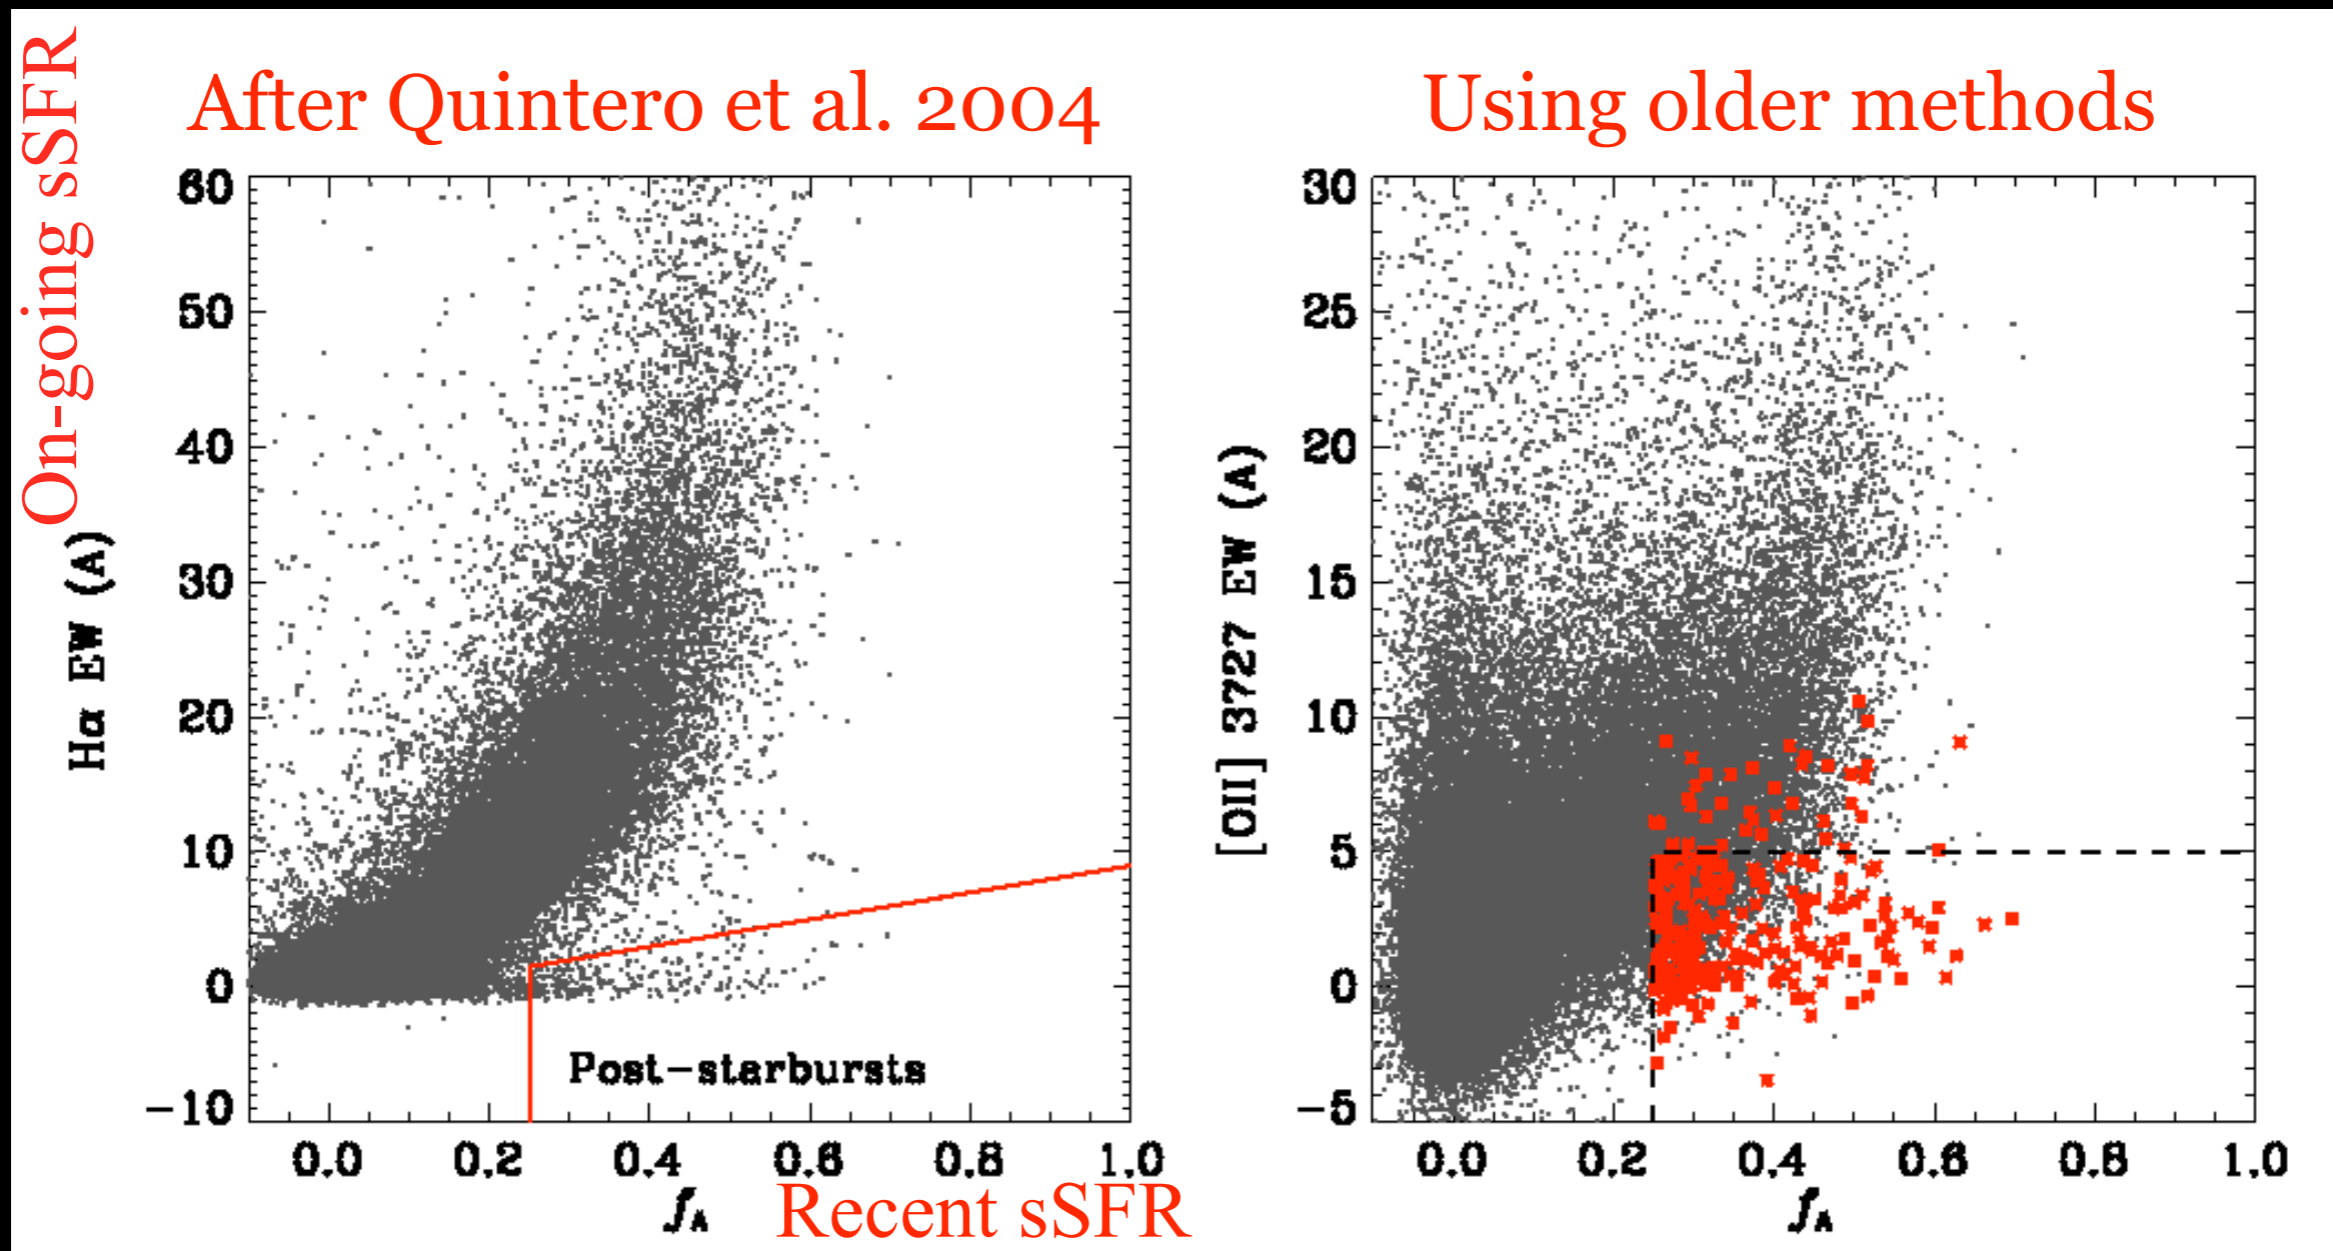 On-going sSFR
After Quintero et al. 2004
Using older methods
60
50
40
30
20
10
0
−10
Hα EW (A)
Post−starbursts
0.0 0.2 0.4 0.6 0.8 1.0
fA
Recent sSFR
30
25
20
15
10
5
0
−5
[OII] 3727 EW (A)
0.0 0.2 0.4 0.6 0.8 1.0
fA